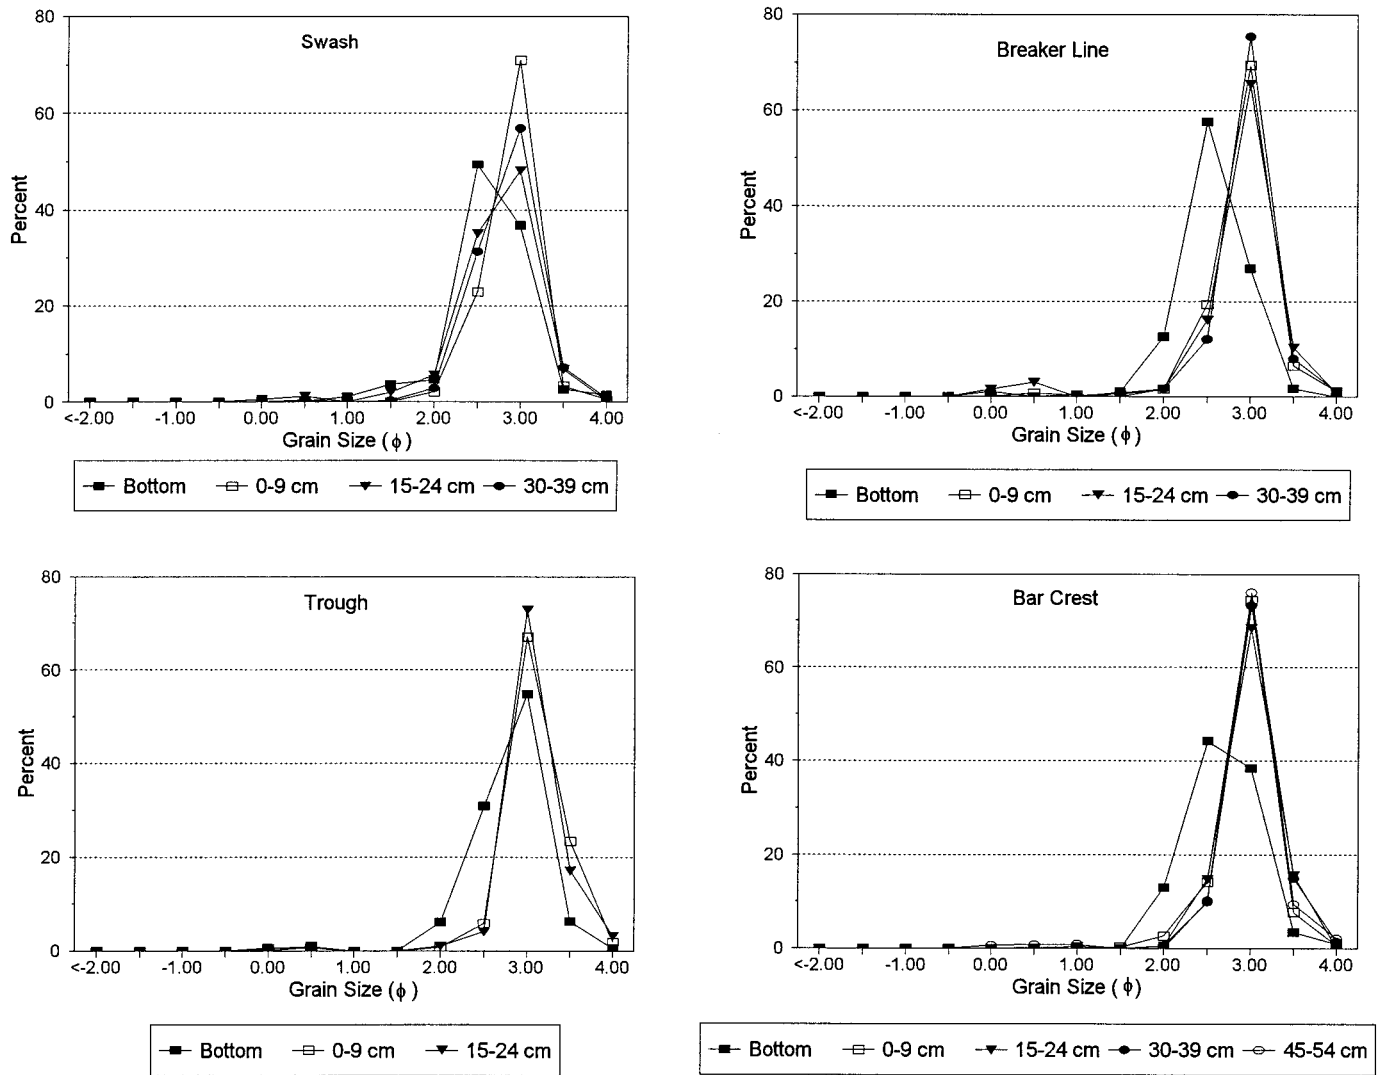 Swash
Percent
80
60
40
20
0
<-2.00 -1.00 0.00 1.00 2.00 3.00 4.00
Grain Size (ϕ)
Bottom 0-9 cm 15-24 cm 30-39 cm
Breaker Line
Percent
80
60
40
20
0
<-2.00 -1.00 0.00 1.00 2.00 3.00 4.00
Grain Size (ϕ)
Bottom 0-9 cm 15-24 cm 30-39 cm
Trough
Percent
80
60
40
20
0
<-2.00 -1.00 0.00 1.00 2.00 3.00 4.00
Grain Size (ϕ)
Bottom 0-9 cm 15-24 cm
Bar Crest
Percent
80
60
40
20
0
<-2.00 -1.00 0.00 1.00 2.00 3.00 4.00
Grain Size (ϕ)
Bottom 0-9 cm 15-24 cm 30-39 cm 45-54 cm